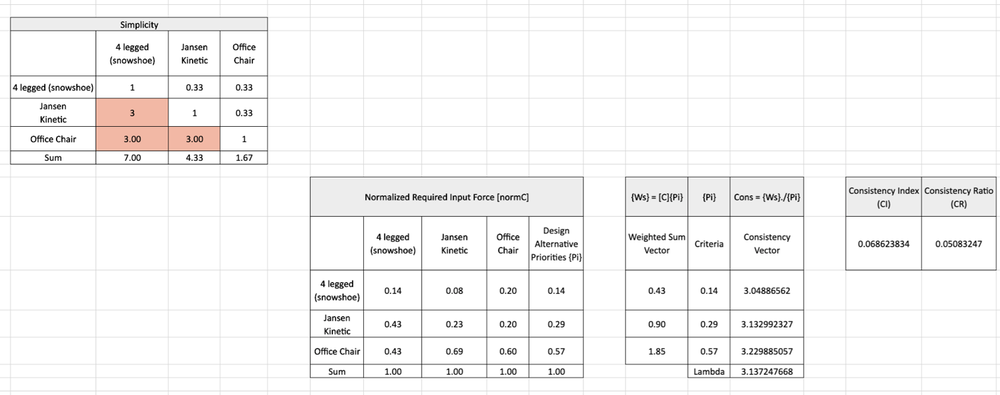 Simplicity
4 legged (snowshoe) Jansen Kinetic Office Chair
4 legged (snowshoe) 1 0.33 0.33
Jansen Kinetic 3 1 0.33
Office Chair 3.00 3.00 1
Sum 7.00 4.33 1.67
Normalized Required Input Force [normC]
4 legged (snowshoe) Jansen Kinetic Office Chair Design Alternative Priorities {Pi}
4 legged (snowshoe) 0.14 0.08 0.20 0.14
Jansen Kinetic 0.43 0.23 0.20 0.29
Office Chair 0.43 0.69 0.60 0.57
Sum 1.00 1.00 1.00 1.00
{Ws} = [C]{Pi} {Pi} Cons = {Ws}./{Pi}
Weighted Sum Vector Criteria Consistency Vector
0.43 0.14 3.04886562
0.90 0.29 3.132992327
1.85 0.57 3.229885057
Lambda 3.137247668
Consistency Index (CI) Consistency Ratio (CR)
0.068623834 0.05083247